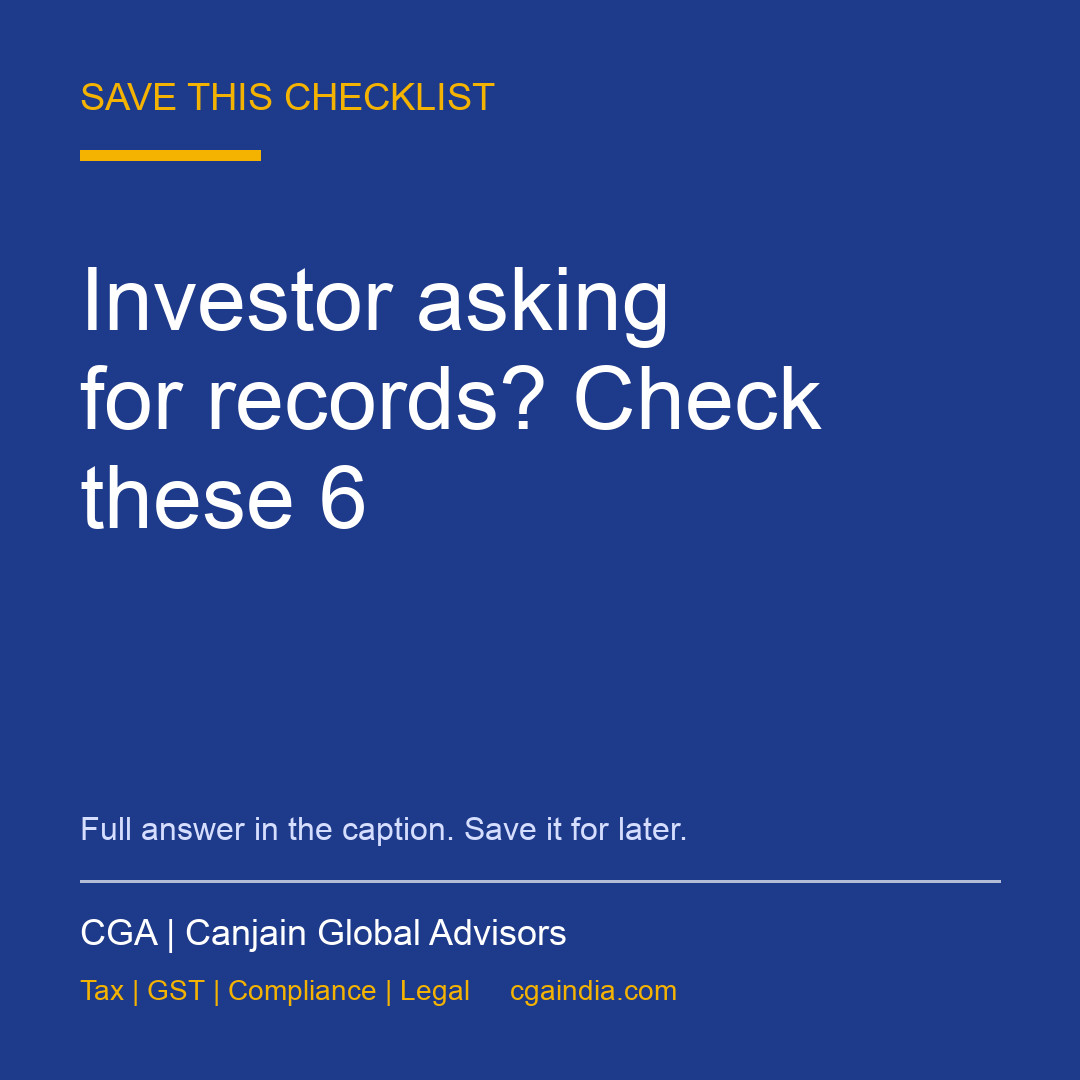 SAVE THIS CHECKLIST
Investor asking
for records? Check
these 6
Full answer in the caption. Save it for later.
CGA | Canjain Global Advisors
Tax | GST | Compliance | Legal cgaindia.com